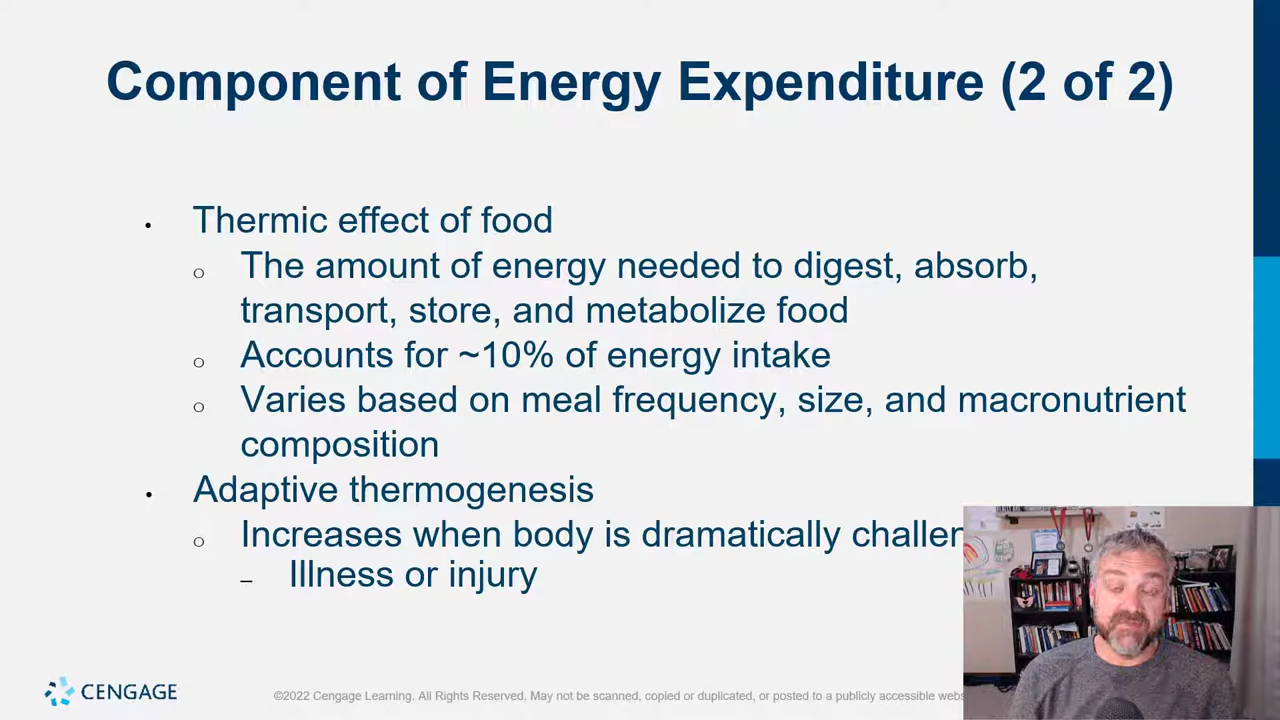 Component of Energy Expenditure (2 of 2)
• Thermic effect of food
o The amount of energy needed to digest, absorb,
transport, store, and metabolize food
o Accounts for ~10% of energy intake
o Varies based on meal frequency, size, and macronutrient
composition
• Adaptive thermogenesis
o Increases when body is dramatically challen
– Illness or injury
CENGAGE
©2022 Cengage Learning. All Rights Reserved. May not be scanned, copied or duplicated, or posted to a publicly accessible webs